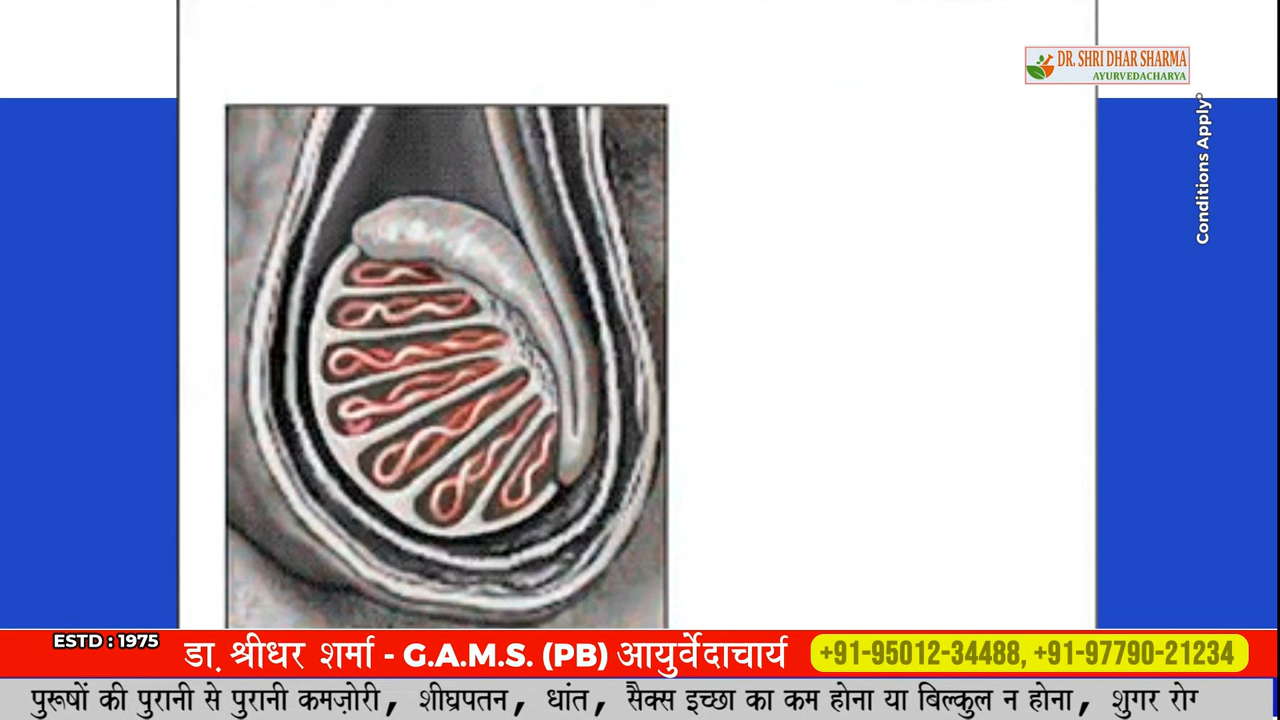 DR. SHRI DHAR SHARMA
AYURVEDACHARYA
Conditions Apply°
ESTD : 1975
डा. श्रीधर शर्मा - G.A.M.S. (PB) आयुर्वेदाचार्य
+91-95012-34488, +91-97790-21234
पुरूषों की पुरानी से पुरानी कमज़ोरी, शीघ्रपतन, धांत, सैक्स इच्छा का कम होना या बिल्कुल न होना, शुगर रोग